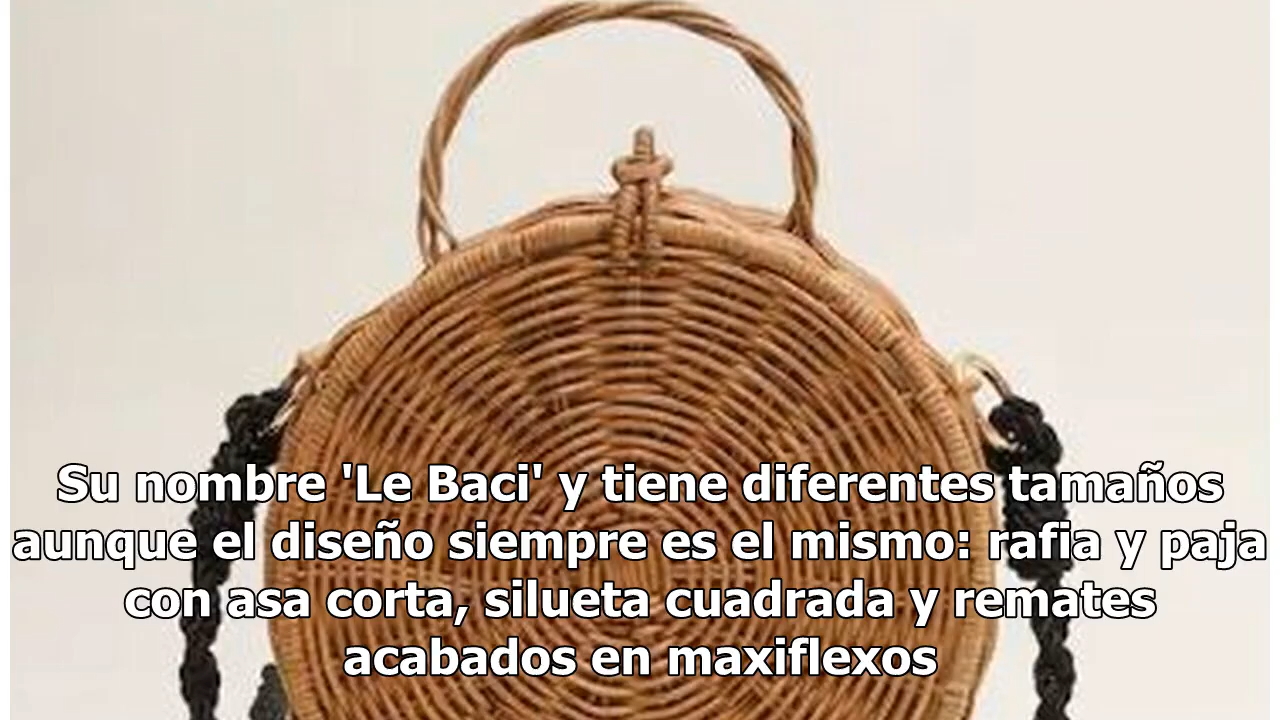 Su nombre 'Le Baci' y tiene diferentes tamaños
aunque el diseño siempre es el mismo: rafia y paja
con asa corta, silueta cuadrada y remates
acabados en maxiflexos